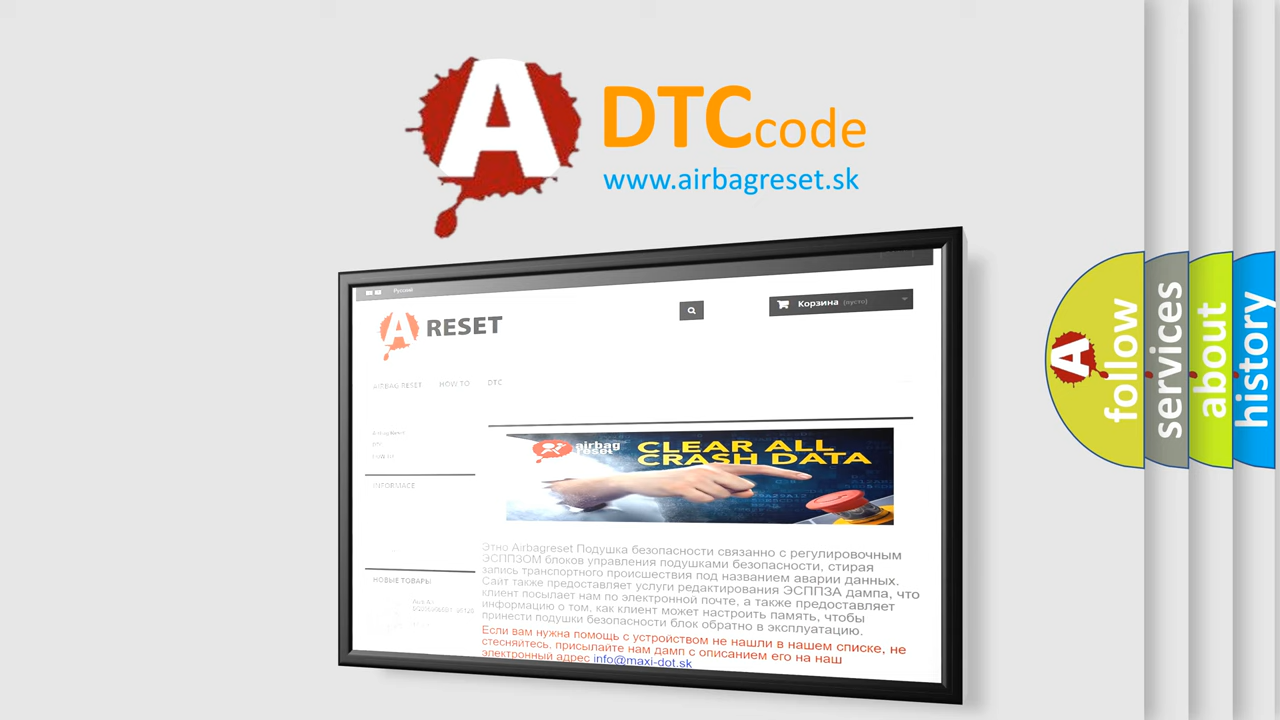 A DTCcode
www.airbagreset.sk
Русский
Корзина (пусто)
A RESET
AIRBAG RESET HOW TO DTC
Airbag Reset
DTC
INFORMACE
airbag
reset
CLEAR ALL
CRASH DATA
Этно Airbagreset Подушка безопасности связанно с регулировочным
ЭСППЗОМ блоков управления подушками безопасности, стирая
запись транспортного происшествия под названием аварии данных.
Сайт также предоставляет услуги редактирования ЭСППЗА дампа, что
клиент посылает нам по электронной почте, а также предоставляет
информацию о том, как клиент может настроить память, чтобы
принести подушки безопасности блок обратно в эксплуатацию.
Если вам нужна помощь с устройством не нашли в нашем списке, не
стесняйтесь, присылайте нам дамп с описанием его на наш
электронный адрес info@maxi-dot.sk
НОВЫЕ ТОВАРЫ
A follow
services
about
history